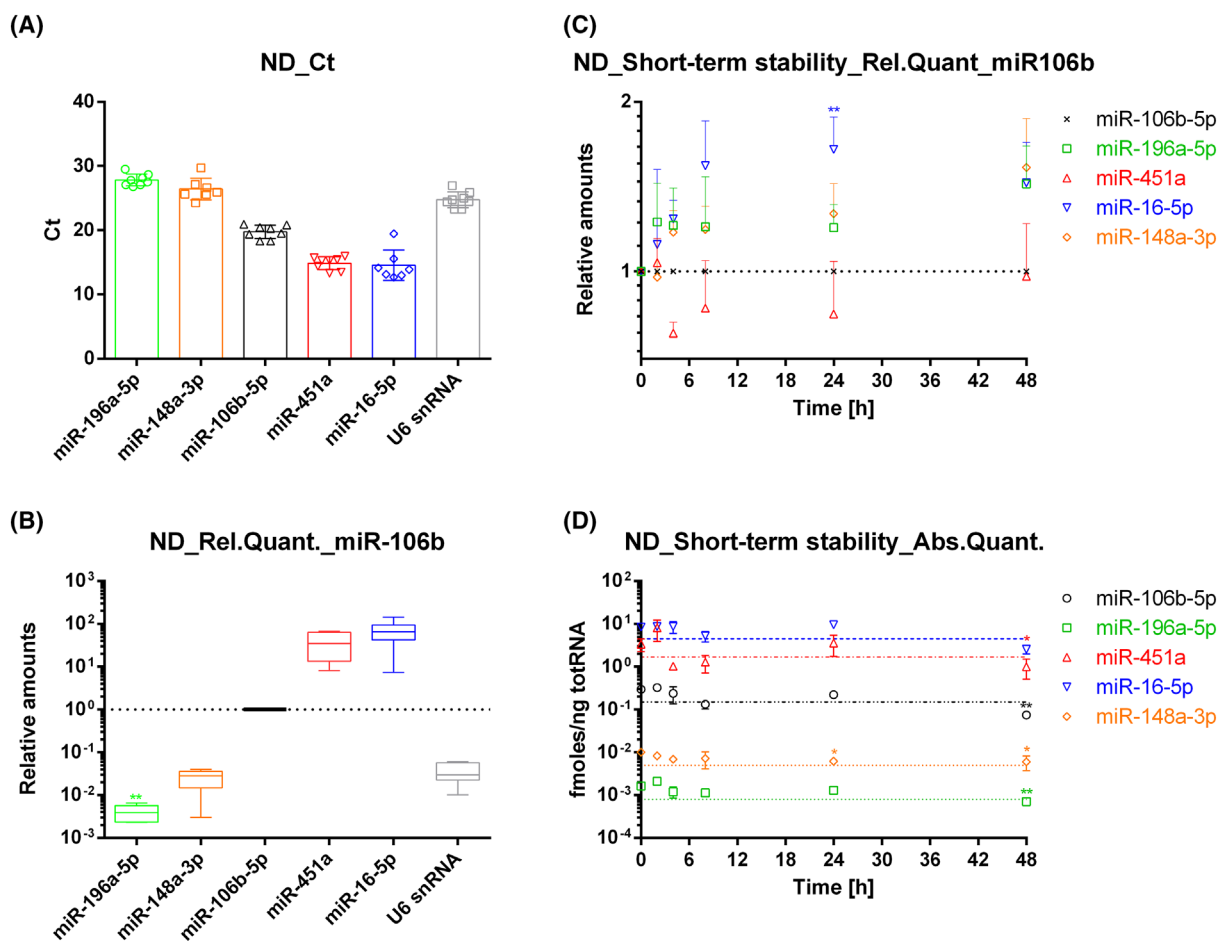 (A)
ND_Ct
40
30
20
10
0
Ct
miR-196a-5p
miR-148a-3p
miR-106b-5p
miR-451a
miR-16-5p
U6 snRNA
(C)
ND_Short-term stability_Rel.Quant_miR106b
2
1
Relative amounts
**
0 6 12 18 24 30 36 42 48
Time [h]
miR-106b-5p
miR-196a-5p
miR-451a
miR-16-5p
miR-148a-3p
(B)
ND_Rel.Quant._miR-106b
10³
10²
10¹
10⁰
10⁻¹
10⁻²
10⁻³
Relative amounts
**
miR-196a-5p
miR-148a-3p
miR-106b-5p
miR-451a
miR-16-5p
U6 snRNA
(D)
ND_Short-term stability_Abs.Quant.
10²
10¹
10⁰
10⁻¹
10⁻²
10⁻³
10⁻⁴
fmoles/ng totRNA
*
**
* *
**
0 6 12 18 24 30 36 42 48
Time [h]
miR-106b-5p
miR-196a-5p
miR-451a
miR-16-5p
miR-148a-3p